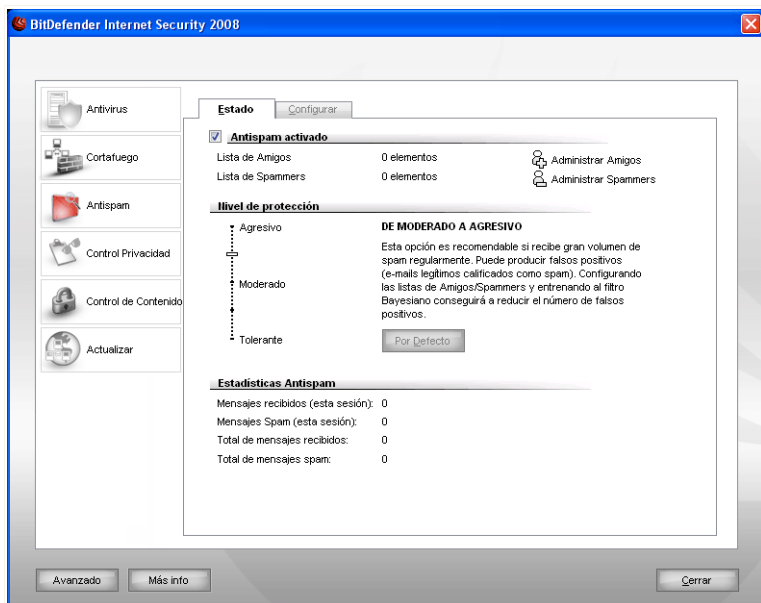 BitDefender Internet Security 2008
Antivirus
Cortafuego
Antispam
Control Privacidad
Control de Contenido
Actualizar
Estado
Configurar
Antispam activado
Lista de Amigos 0 elementos Administrar Amigos
Lista de Spammers 0 elementos Administrar Spammers
Nivel de protección
Agresivo
Moderado
Tolerante
DE MODERADO A AGRESIVO
Esta opción es recomendable si recibe gran volumen de
spam regularmente. Puede producir falsos positivos
(e-mails legítimos calificados como spam). Configurando
las listas de Amigos/Spammers y entrenando al filtro
Bayesiano conseguirá a reducir el número de falsos
positivos.
Por Defecto
Estadísticas Antispam
Mensajes recibidos (esta sesión): 0
Mensajes Spam (esta sesión): 0
Total de mensajes recibidos: 0
Total de mensajes spam: 0
Avanzado
Más info
Cerrar